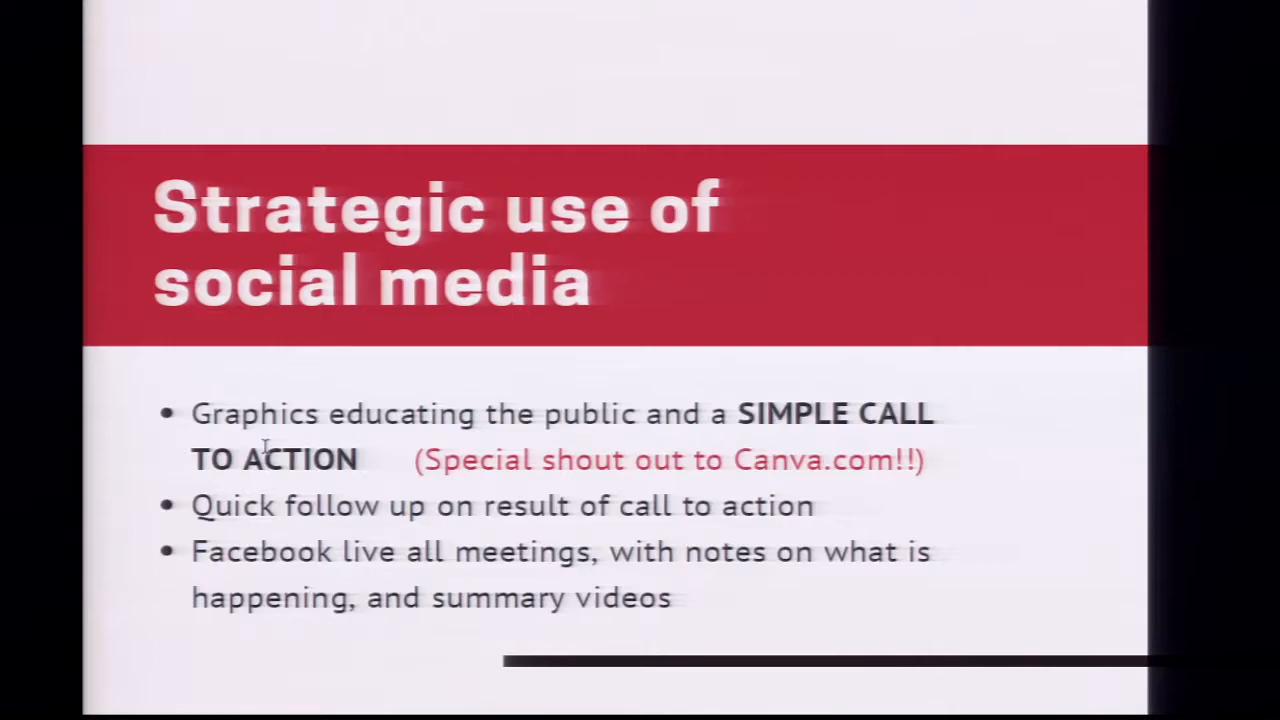 Strategic use of
social media
• Graphics educating the public and a SIMPLE CALL
TO ACTION (Special shout out to Canva.com!!)
• Quick follow up on result of call to action
• Facebook live all meetings, with notes on what is
happening, and summary videos